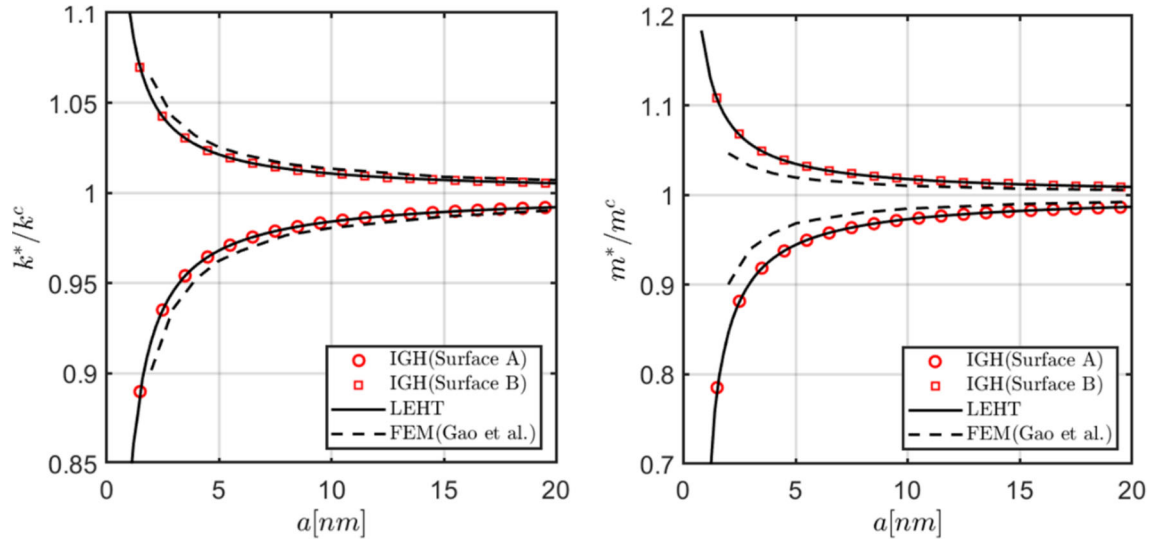 1.1
1.05
1
0.95
0.9
0.85
k*/k^c
0 5 10 15 20
a[nm]
IGH(Surface A)
IGH(Surface B)
LEHT
FEM(Gao et al.)
1.2
1.1
1
0.9
0.8
0.7
m*/m^c
0 5 10 15 20
a[nm]
IGH(Surface A)
IGH(Surface B)
LEHT
FEM(Gao et al.)